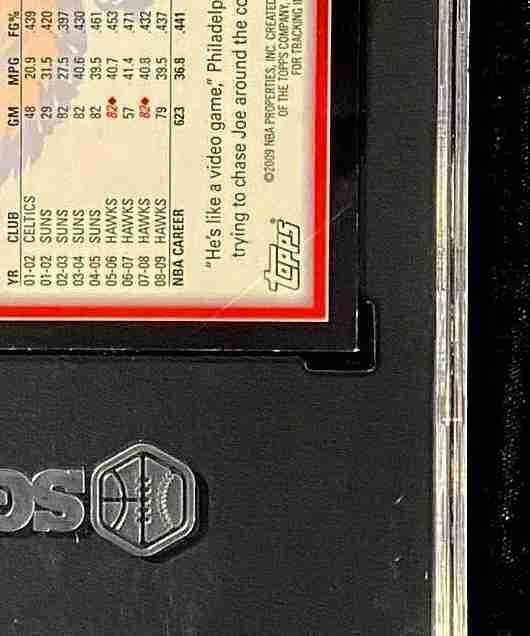 YR CLUB GM MPG FG%
01-02 CELTICS 48 20.9 .439
01-02 SUNS 29 31.5 .420
02-03 SUNS 82 27.5 .397
03-04 SUNS 82 40.6 .430
04-05 SUNS 82 39.5 .461
05-06 HAWKS 82♦ 40.7 .453
06-07 HAWKS 57 41.4 .471
07-08 HAWKS 82♦ 40.8 .432
08-09 HAWKS 79 39.5 .437
NBA CAREER 623 36.8 .441
"He's like a video game," Philadelp
trying to chase Joe around the co
©2009 NBA PROPERTIES, INC. CREATED
OF THE TOPPS COMPANY,
FOR TRACKING I
Topps®
SG